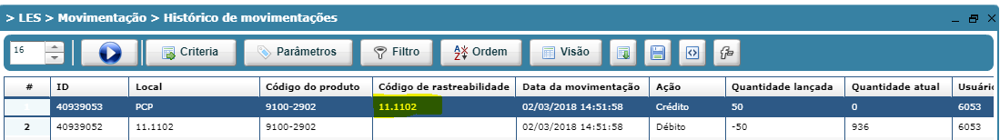 > LES > Movimentação > Histórico de movimentações
16 Criteria Parâmetros Filtro Ordem Visão
# ID Local Código do produto Código de rastreabilidade Data da movimentação Ação Quantidade lançada Quantidade atual Usuário
1 40939053 PCP 9100-2902 11.1102 02/03/2018 14:51:58 Crédito 50 0 6053
2 40939052 11.1102 9100-2902 02/03/2018 14:51:58 Débito -50 936 6053